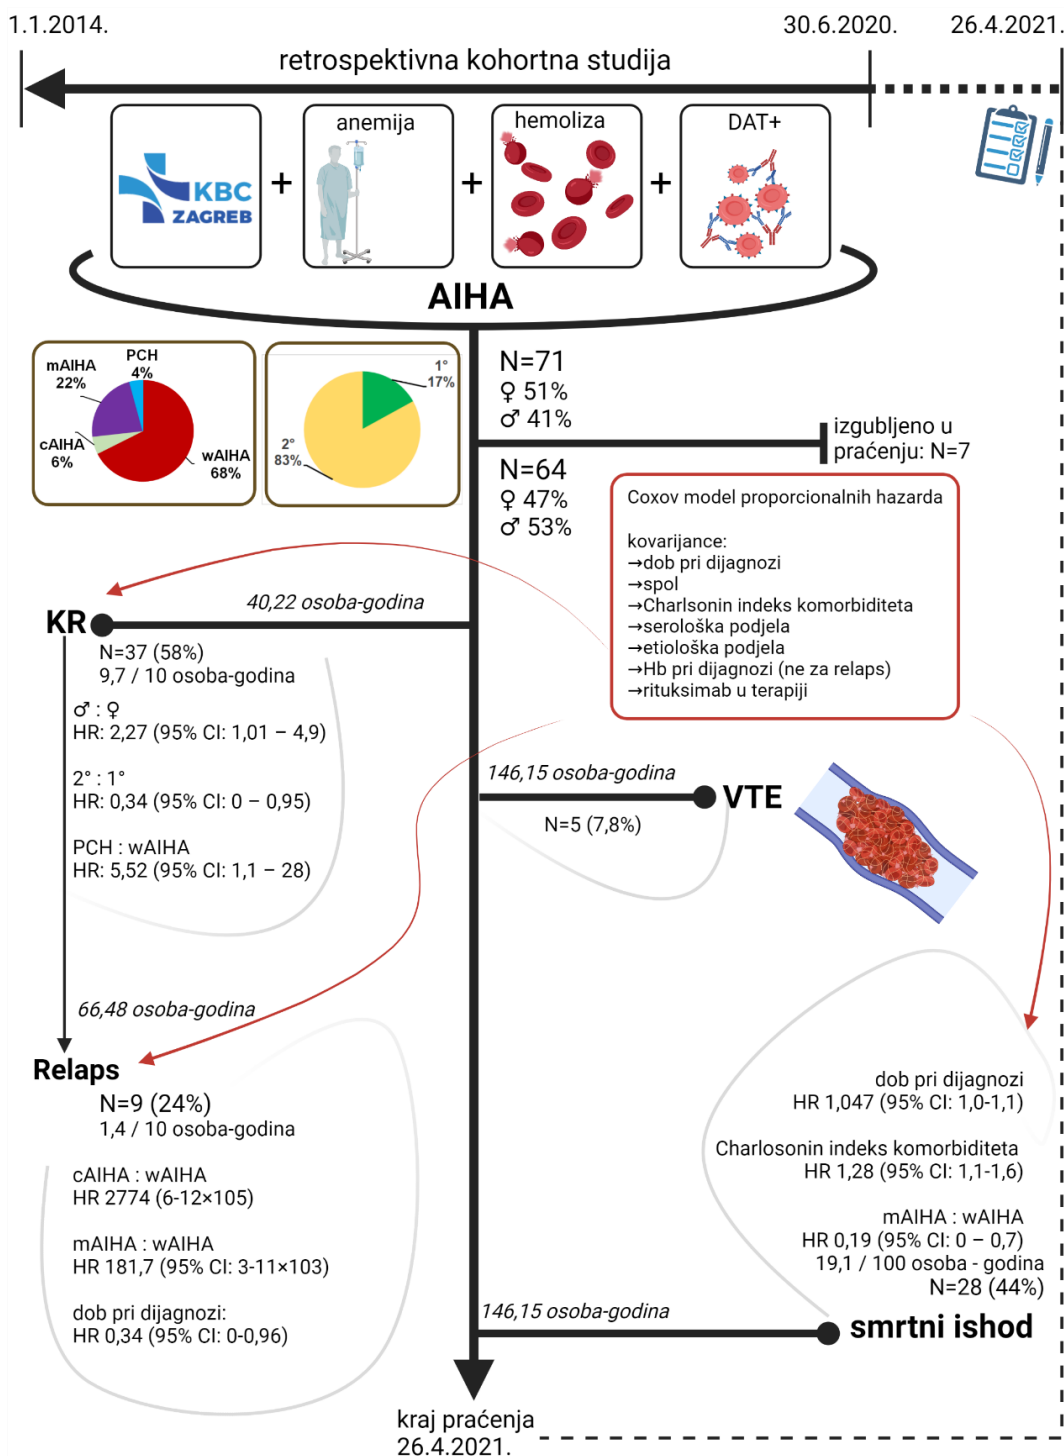 1.1.2014.
30.6.2020.
26.4.2021.
retrospektivna kohortna studija
KBC
ZAGREB
+
anemija
+
hemoliza
+
DAT+
AIHA
mAIHA
22%
PCH
4%
cAIHA
6%
wAIHA
68%
1°
17%
2°
83%
N=71
♀ 51%
♂ 41%
izgubljeno u
praćenju: N=7
N=64
♀ 47%
♂ 53%
Coxov model proporcionalnih hazarda
kovarijance:
→dob pri dijagnozi
→spol
→Charlsonin indeks komorbiditeta
→serološka podjela
→etiološka podjela
→Hb pri dijagnozi (ne za relaps)
→rituksimab u terapiji
40,22 osoba-godina
KR
N=37 (58%)
9,7 / 10 osoba-godina
♂ : ♀
HR: 2,27 (95% CI: 1,01 – 4,9)
2° : 1°
HR: 0,34 (95% CI: 0 – 0,95)
PCH : wAIHA
HR: 5,52 (95% CI: 1,1 – 28)
146,15 osoba-godina
VTE
N=5 (7,8%)
66,48 osoba-godina
Relaps
N=9 (24%)
1,4 / 10 osoba-godina
cAIHA : wAIHA
HR 2774 (6-12×105)
mAIHA : wAIHA
HR 181,7 (95% CI: 3-11×103)
dob pri dijagnozi:
HR 0,34 (95% CI: 0-0,96)
dob pri dijagnozi
HR 1,047 (95% CI: 1,0-1,1)
Charlosonin indeks komorbiditeta
HR 1,28 (95% CI: 1,1-1,6)
mAIHA : wAIHA
HR 0,19 (95% CI: 0 – 0,7)
19,1 / 100 osoba - godina
N=28 (44%)
146,15 osoba-godina
smrtni ishod
kraj praćenja
26.4.2021.